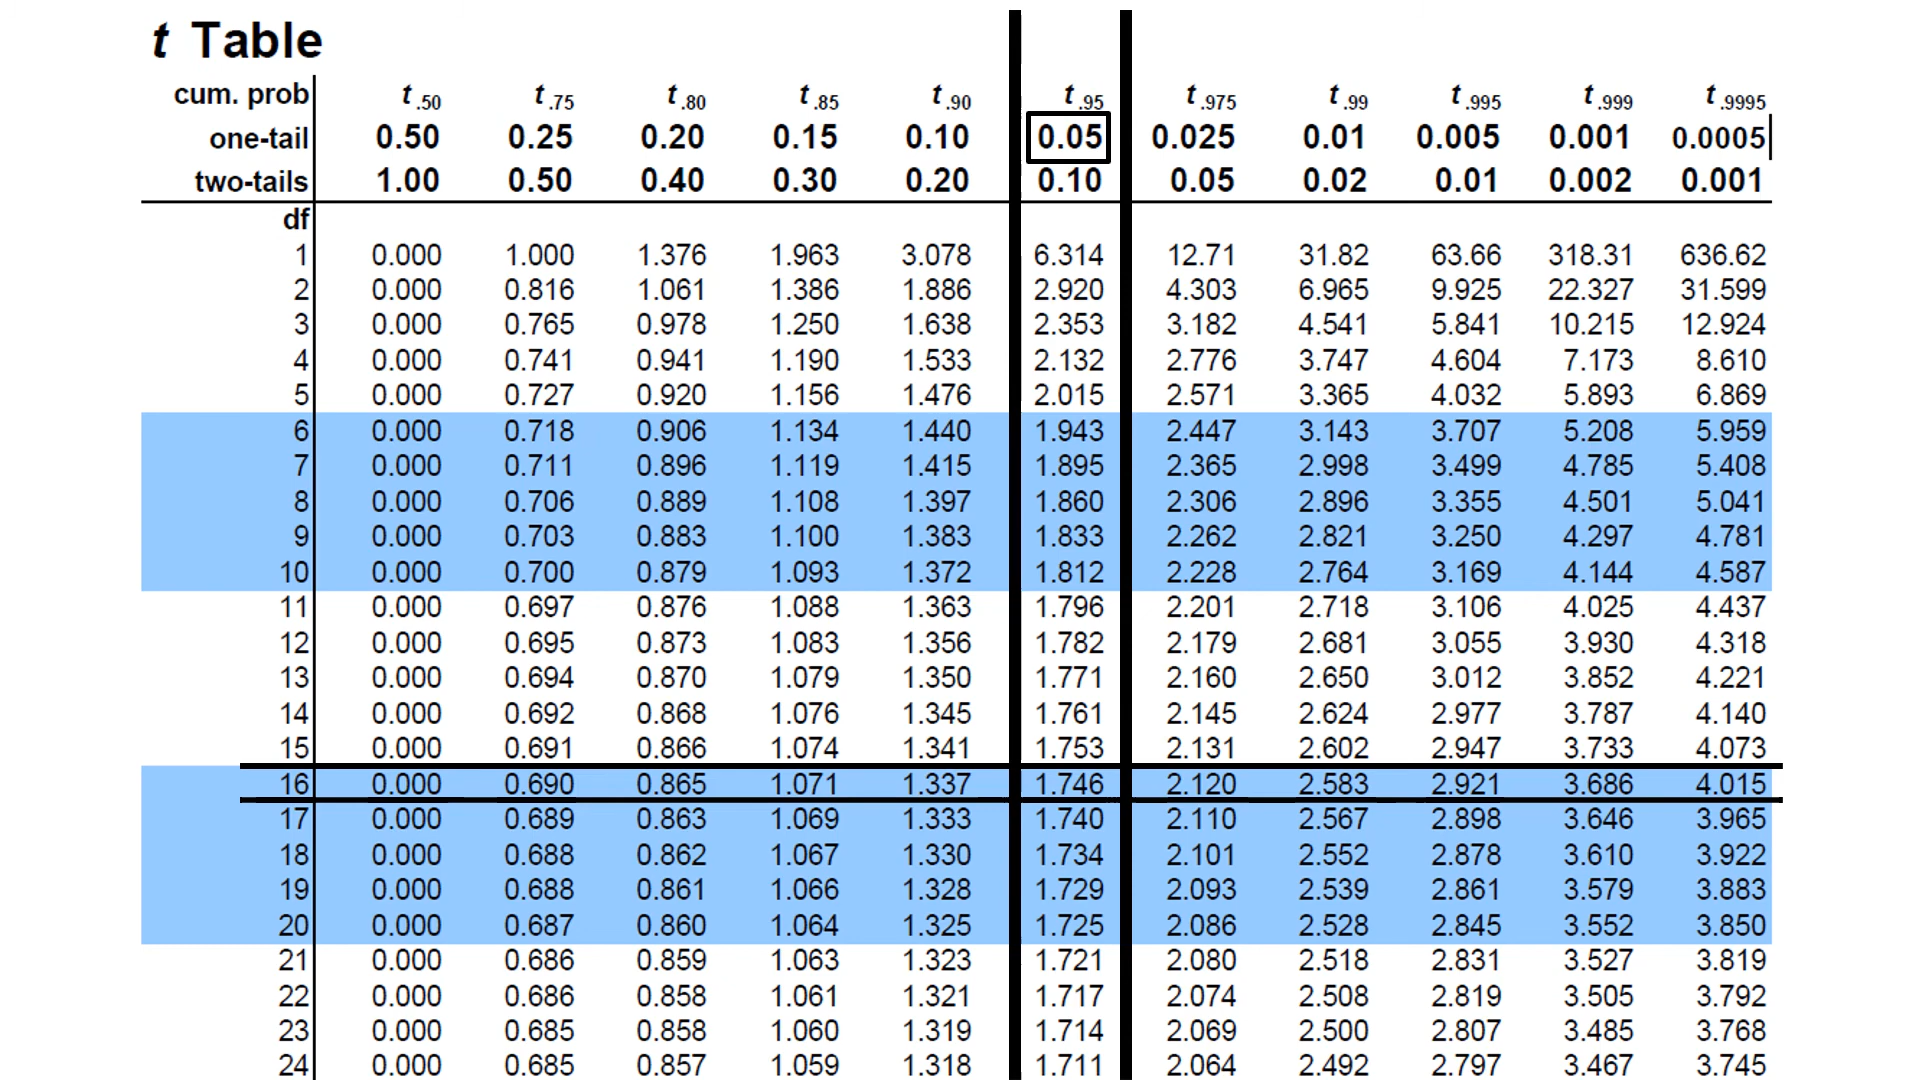 t Table
cum. prob t .50 t .75 t .80 t .85 t .90 t .95 t .975 t .99 t .995 t .999 t .9995
one-tail 0.50 0.25 0.20 0.15 0.10 0.05 0.025 0.01 0.005 0.001 0.0005
two-tails 1.00 0.50 0.40 0.30 0.20 0.10 0.05 0.02 0.01 0.002 0.001
df
1 0.000 1.000 1.376 1.963 3.078 6.314 12.71 31.82 63.66 318.31 636.62
2 0.000 0.816 1.061 1.386 1.886 2.920 4.303 6.965 9.925 22.327 31.599
3 0.000 0.765 0.978 1.250 1.638 2.353 3.182 4.541 5.841 10.215 12.924
4 0.000 0.741 0.941 1.190 1.533 2.132 2.776 3.747 4.604 7.173 8.610
5 0.000 0.727 0.920 1.156 1.476 2.015 2.571 3.365 4.032 5.893 6.869
6 0.000 0.718 0.906 1.134 1.440 1.943 2.447 3.143 3.707 5.208 5.959
7 0.000 0.711 0.896 1.119 1.415 1.895 2.365 2.998 3.499 4.785 5.408
8 0.000 0.706 0.889 1.108 1.397 1.860 2.306 2.896 3.355 4.501 5.041
9 0.000 0.703 0.883 1.100 1.383 1.833 2.262 2.821 3.250 4.297 4.781
10 0.000 0.700 0.879 1.093 1.372 1.812 2.228 2.764 3.169 4.144 4.587
11 0.000 0.697 0.876 1.088 1.363 1.796 2.201 2.718 3.106 4.025 4.437
12 0.000 0.695 0.873 1.083 1.356 1.782 2.179 2.681 3.055 3.930 4.318
13 0.000 0.694 0.870 1.079 1.350 1.771 2.160 2.650 3.012 3.852 4.221
14 0.000 0.692 0.868 1.076 1.345 1.761 2.145 2.624 2.977 3.787 4.140
15 0.000 0.691 0.866 1.074 1.341 1.753 2.131 2.602 2.947 3.733 4.073
16 0.000 0.690 0.865 1.071 1.337 1.746 2.120 2.583 2.921 3.686 4.015
17 0.000 0.689 0.863 1.069 1.333 1.740 2.110 2.567 2.898 3.646 3.965
18 0.000 0.688 0.862 1.067 1.330 1.734 2.101 2.552 2.878 3.610 3.922
19 0.000 0.688 0.861 1.066 1.328 1.729 2.093 2.539 2.861 3.579 3.883
20 0.000 0.687 0.860 1.064 1.325 1.725 2.086 2.528 2.845 3.552 3.850
21 0.000 0.686 0.859 1.063 1.323 1.721 2.080 2.518 2.831 3.527 3.819
22 0.000 0.686 0.858 1.061 1.321 1.717 2.074 2.508 2.819 3.505 3.792
23 0.000 0.685 0.858 1.060 1.319 1.714 2.069 2.500 2.807 3.485 3.768
24 0.000 0.685 0.857 1.059 1.318 1.711 2.064 2.492 2.797 3.467 3.745